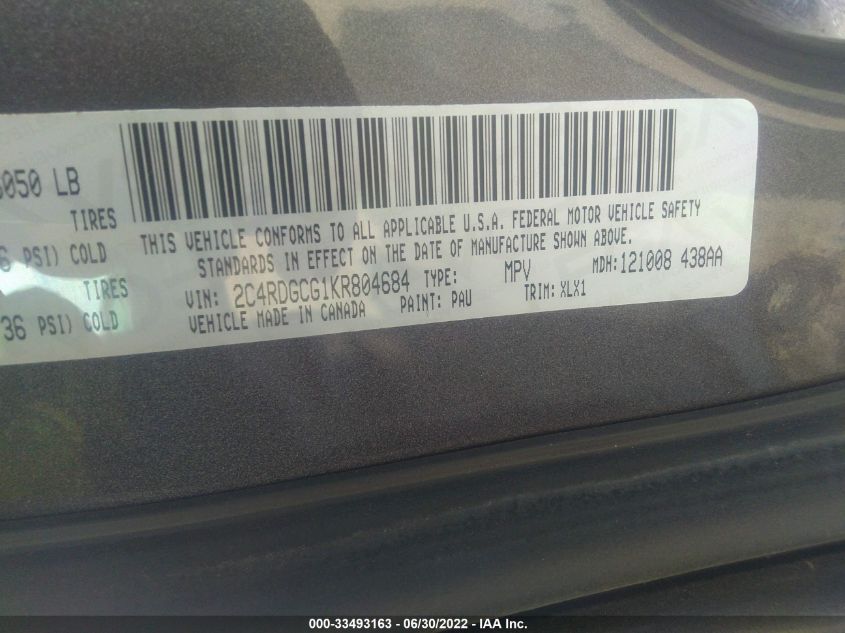 6050 LB
TIRES
6 PSI) COLD
TIRES
36 PSI) COLD
THIS VEHICLE CONFORMS TO ALL APPLICABLE U.S.A. FEDERAL MOTOR VEHICLE SAFETY
STANDARDS IN EFFECT ON THE DATE OF MANUFACTURE SHOWN ABOVE.
VIN: 2C4RDGCG1KR804684 TYPE: MPV MDH: 121008 438AA
VEHICLE MADE IN CANADA PAINT: PAU TRIM: XLX1
000-33493163 - 06/30/2022 - IAA Inc.